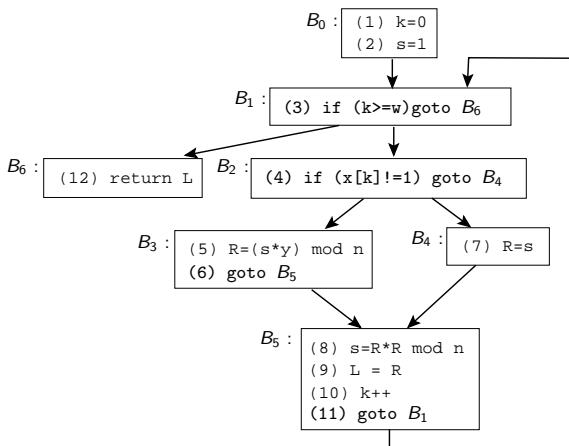 B0 :
(1) k=0
(2) s=1
B1 :
(3) if (k>=w)goto B6
B6 :
(12) return L
B2 :
(4) if (x[k]!=1) goto B4
B3 :
(5) R=(s*y) mod n
(6) goto B5
B4 :
(7) R=s
B5 :
(8) s=R*R mod n
(9) L = R
(10) k++
(11) goto B1